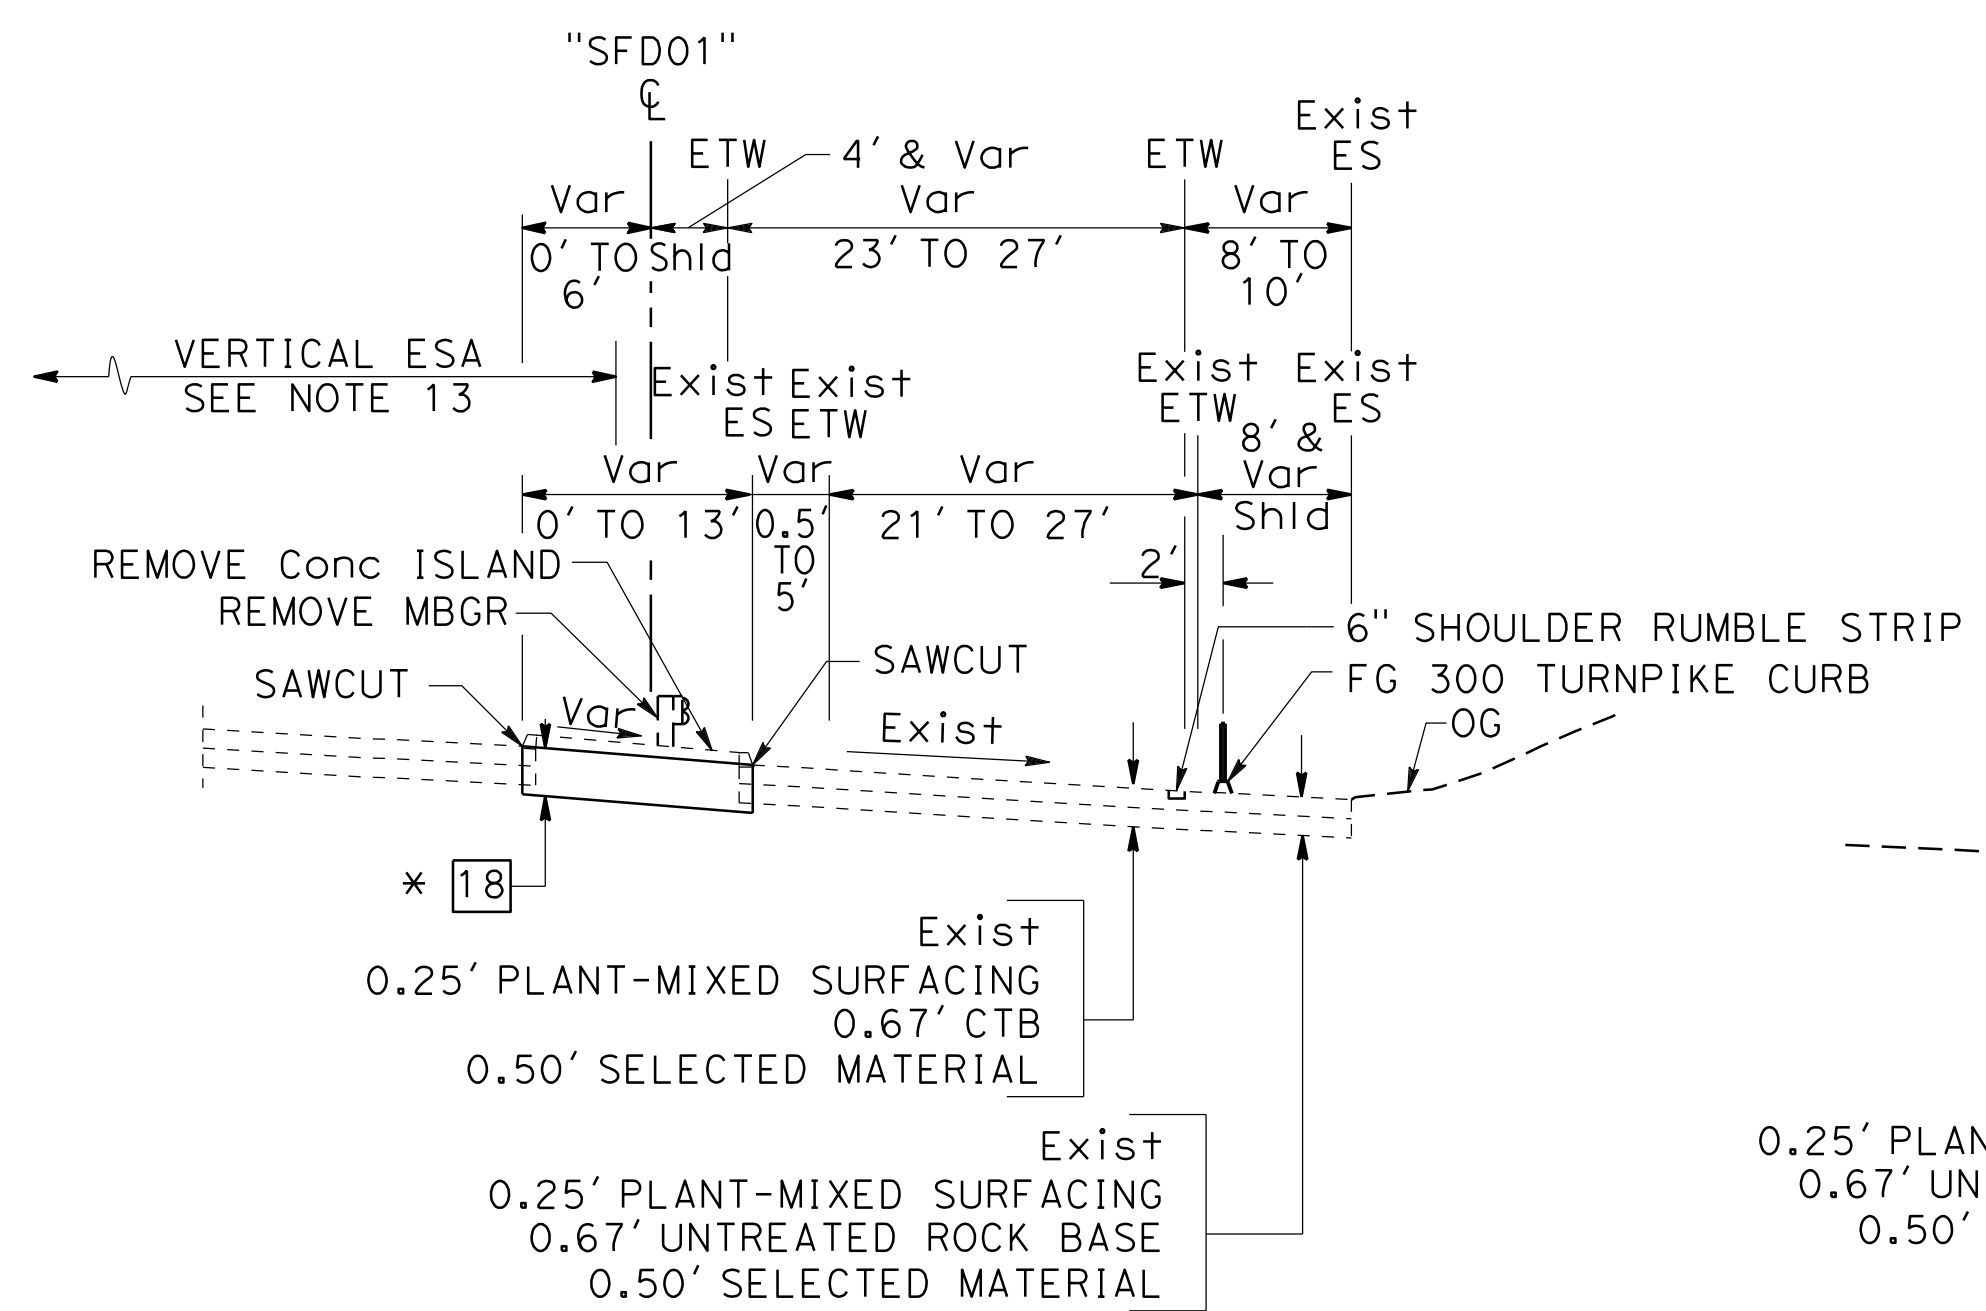 "SFD01"
℄
Exist
ES
ETW
4' & Var
ETW
Var
Var
Var
0' TO
6'
Shld
23' TO 27'
8' TO
10'
VERTICAL ESA
SEE NOTE 13
Exist
ES
Exist
ETW
Exist
ETW
Exist
ES
Var
Var
Var
8' &
Var
Shld
0' TO 13'
0.5'
TO
5'
21' TO 27'
2'
REMOVE Conc ISLAND
REMOVE MBGR
SAWCUT
SAWCUT
6" SHOULDER RUMBLE STRIP
FG 300 TURNPIKE CURB
OG
Var
Exist
* 18
Exist
0.25' PLANT-MIXED SURFACING
0.67' CTB
0.50' SELECTED MATERIAL
Exist
0.25' PLANT-MIXED SURFACING
0.67' UNTREATED ROCK BASE
0.50' SELECTED MATERIAL
0.25' PLAN
0.67' UN
0.50'